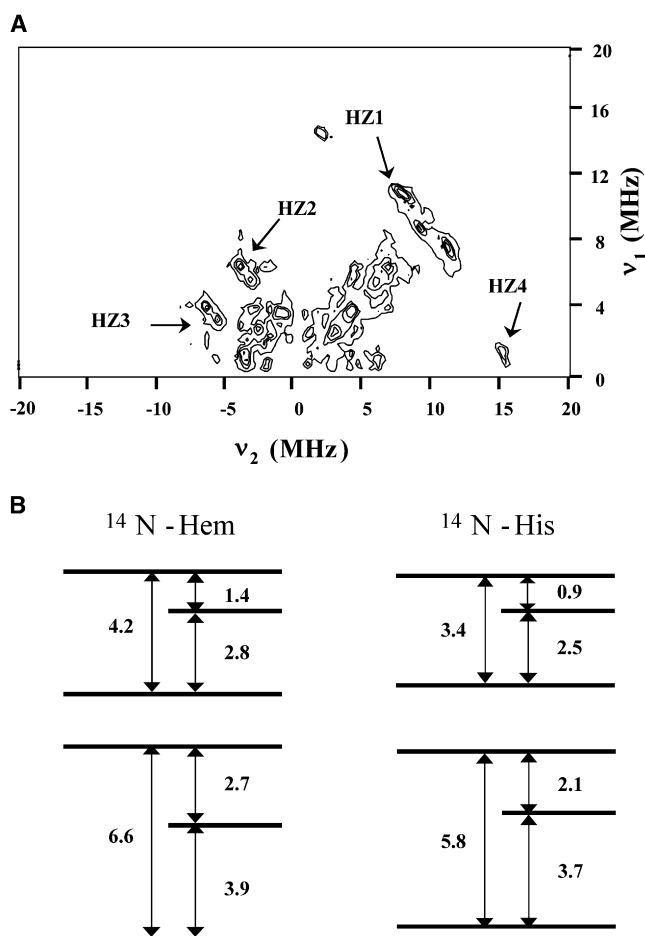 A
20
16
12
8
4
0
ν1 (MHz)
HZ1
HZ2
HZ3
HZ4
-20 -15 -10 -5 0 5 10 15 20
ν2 (MHz)
B
14 N - Hem
14 N - His
1.4
4.2
2.8
0.9
3.4
2.5
2.7
6.6
3.9
2.1
5.8
3.7